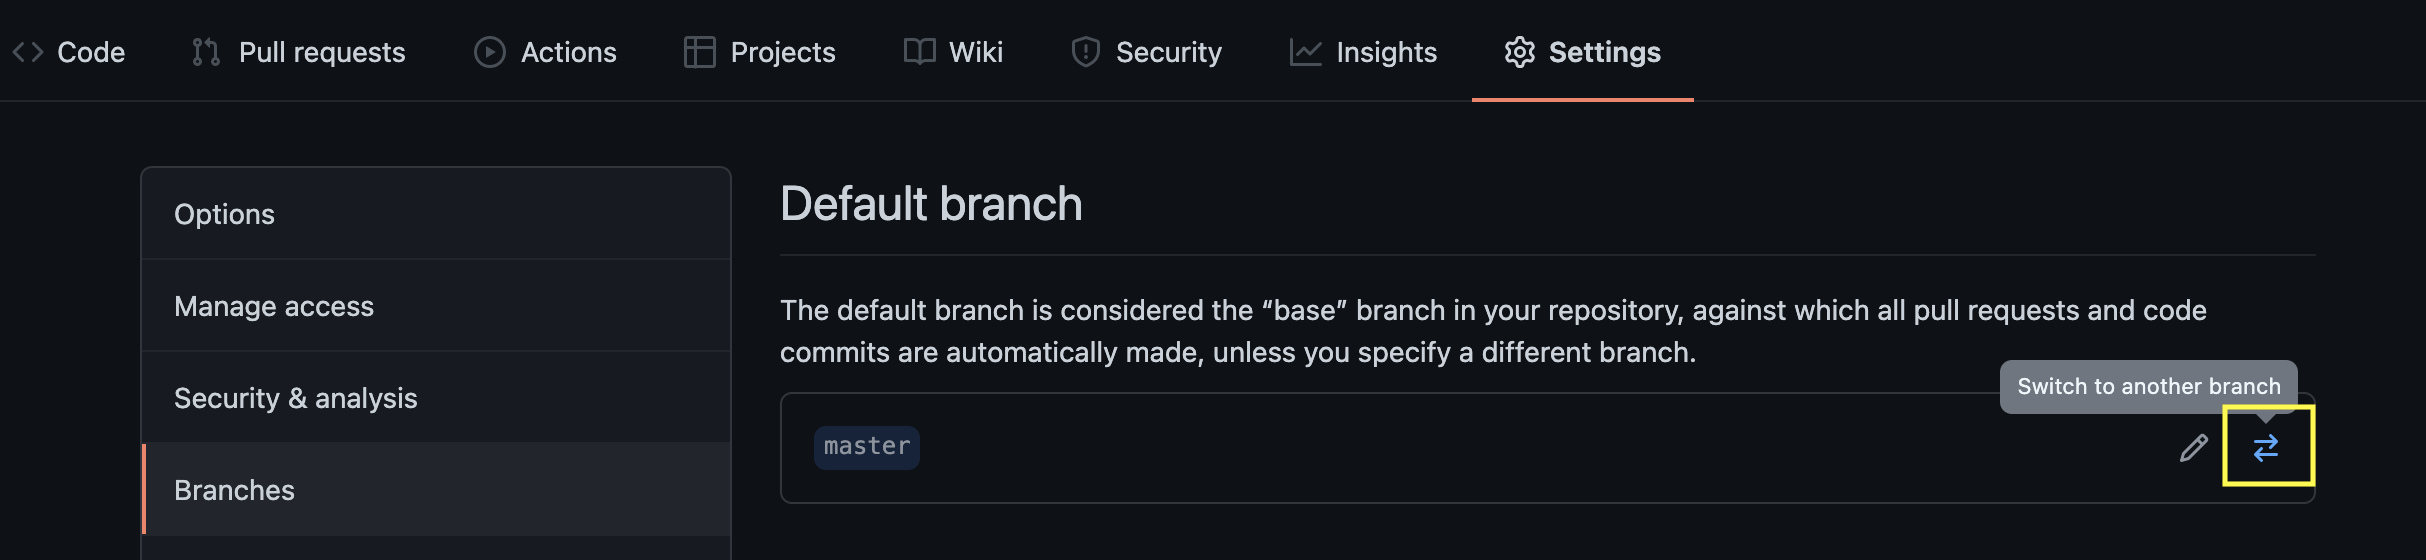 Code Pull requests Actions Projects Wiki Security Insights Settings
Options
Manage access
Security & analysis
Branches
Default branch
The default branch is considered the “base” branch in your repository, against which all pull requests and code
commits are automatically made, unless you specify a different branch.
Switch to another branch
master